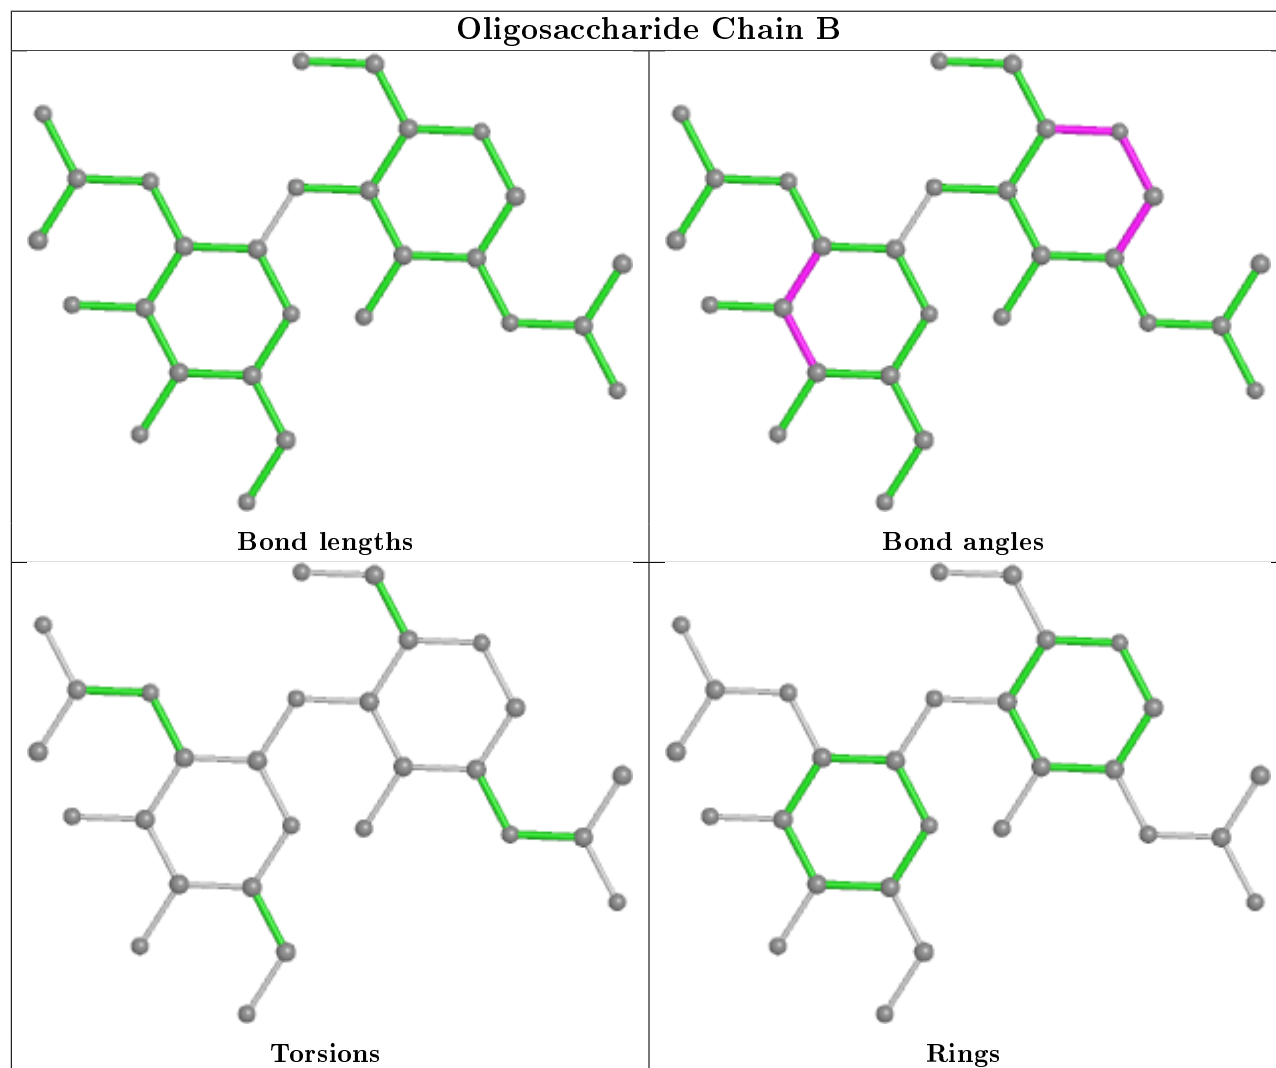 Oligosaccharide Chain B
Bond lengths
Bond angles
Torsions
Rings